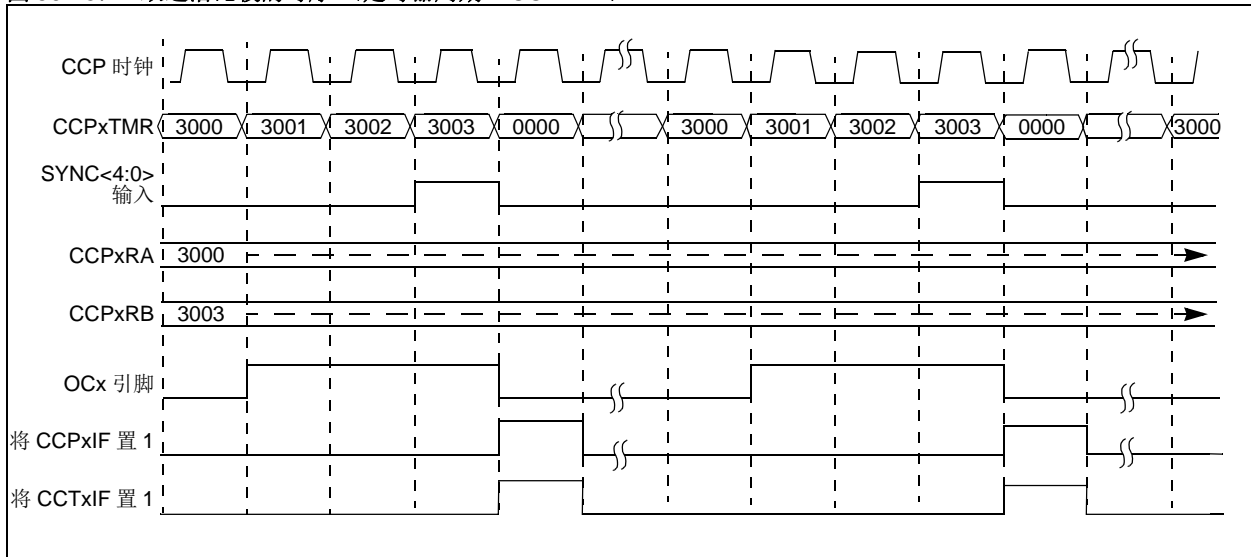 CCP 时钟
CCPxTMR 3000 3001 3002 3003 0000 3000 3001 3002 3003 0000 3000
SYNC<4:0>
输入
CCPxRA 3000
CCPxRB 3003
OCx 引脚
将 CCPxIF 置 1
将 CCTxIF 置 1